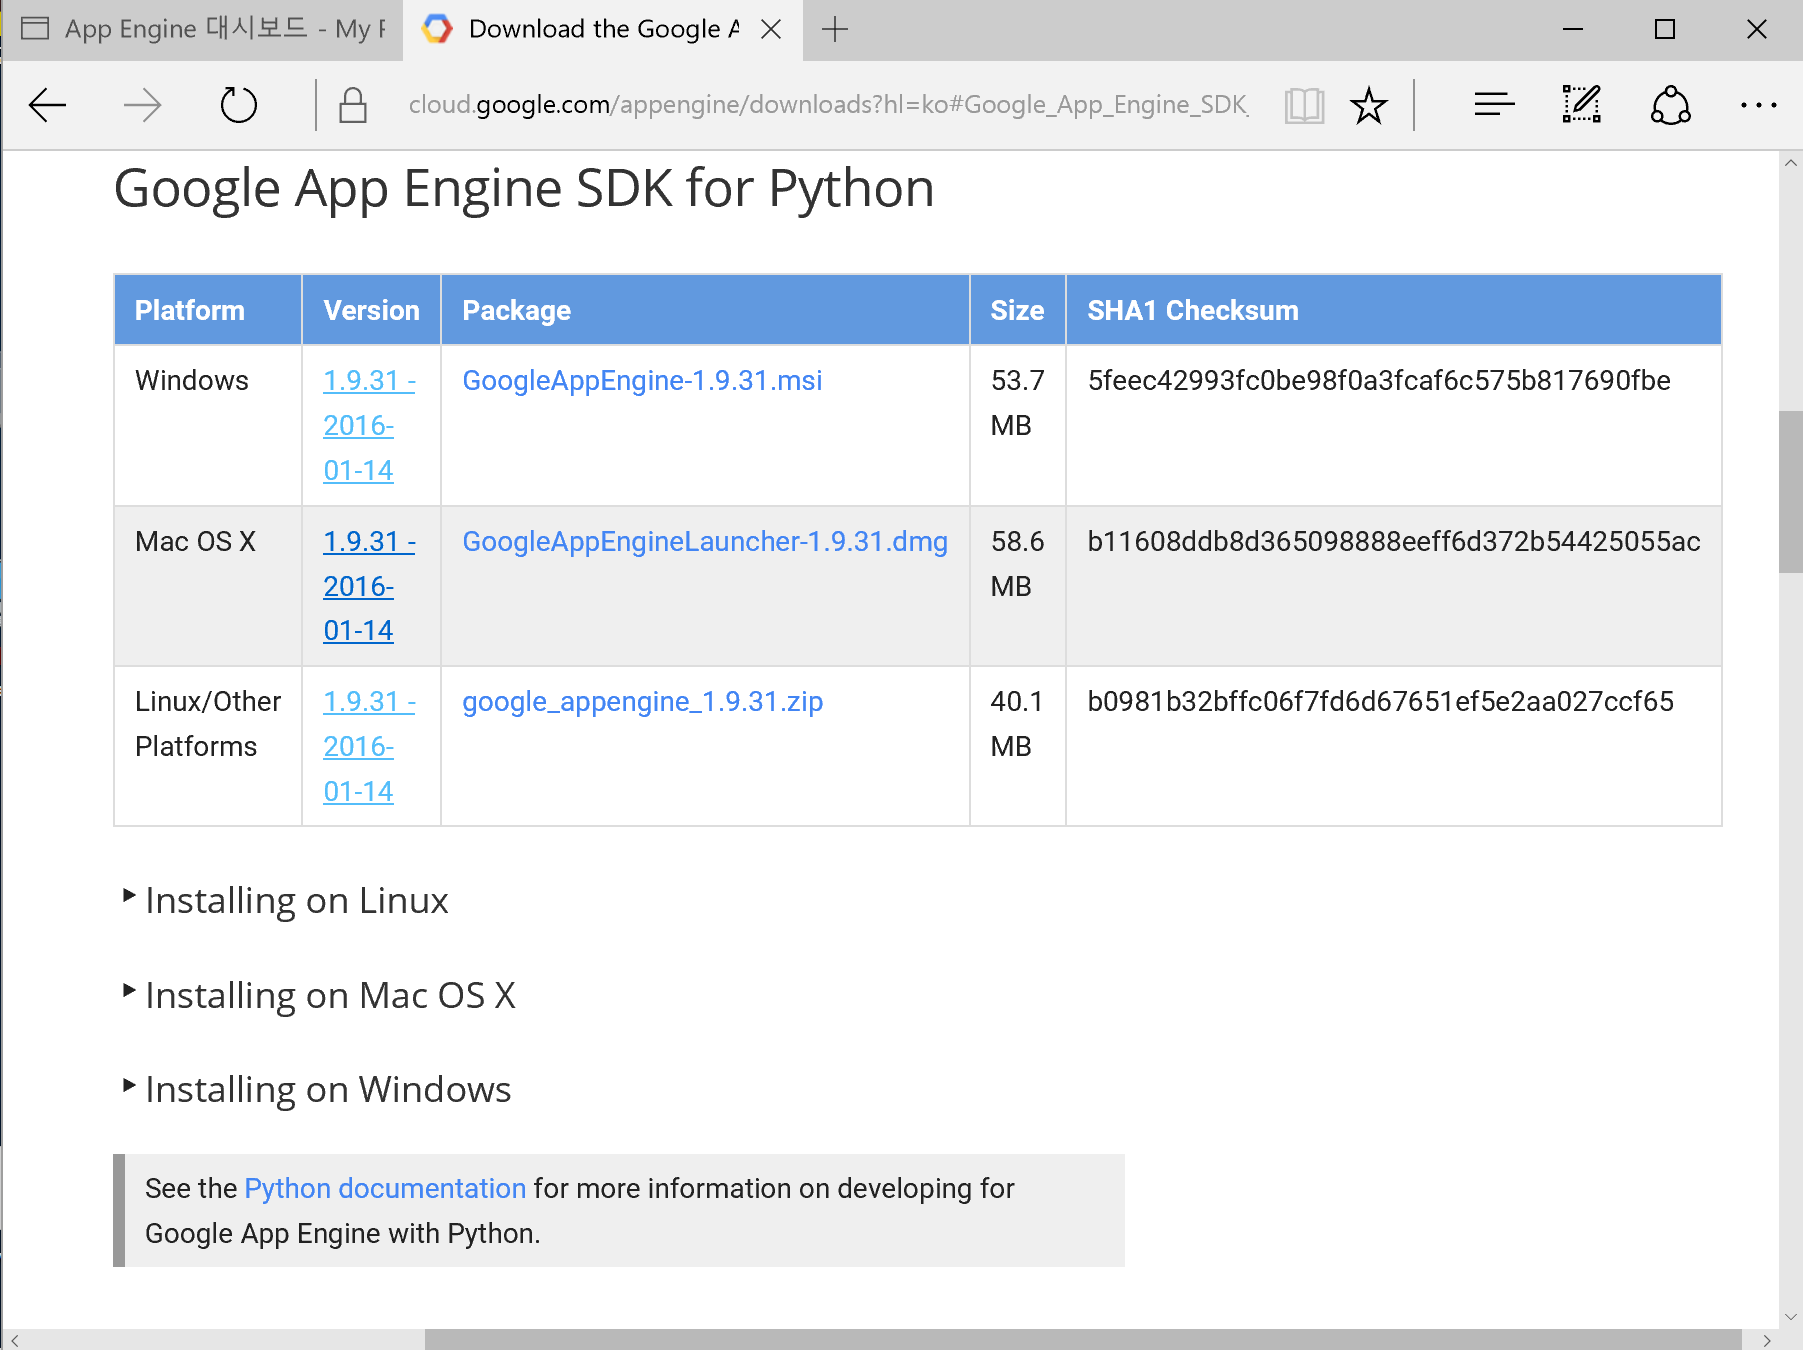 App Engine 대시보드 - My
Download the Google A
cloud.google.com/appengine/downloads?hl=ko#Google_App_Engine_SDK_
Google App Engine SDK for Python
Platform Version Package Size SHA1 Checksum
Windows 1.9.31 - GoogleAppEngine-1.9.31.msi 53.7 5feec42993fc0be98f0a3fcaf6c575b817690fbe
2016- MB
01-14
Mac OS X 1.9.31 - GoogleAppEngineLauncher-1.9.31.dmg 58.6 b11608ddb8d365098888eeff6d372b54425055ac
2016- MB
01-14
Linux/Other 1.9.31 - google_appengine_1.9.31.zip 40.1 b0981b32bffc06f7fd6d67651ef5e2aa027ccf65
Platforms 2016- MB
01-14
Installing on Linux
Installing on Mac OS X
Installing on Windows
See the Python documentation for more information on developing for
Google App Engine with Python.